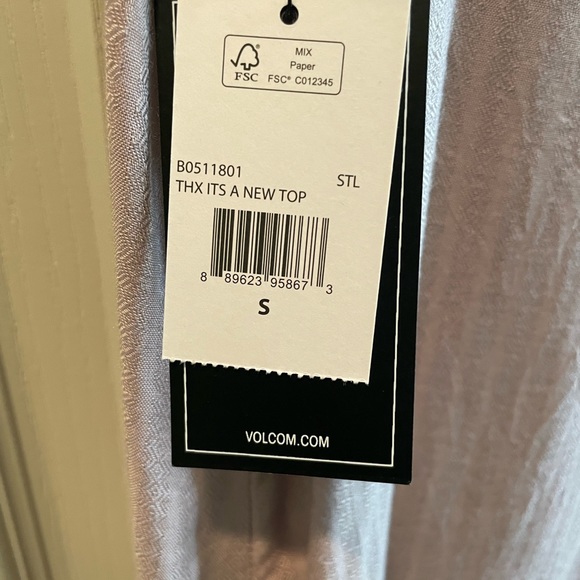 FSC
MIX
Paper
FSC® C012345
B0511801
STL
THX ITS A NEW TOP
8 89623 95867 3
S
VOLCOM.COM